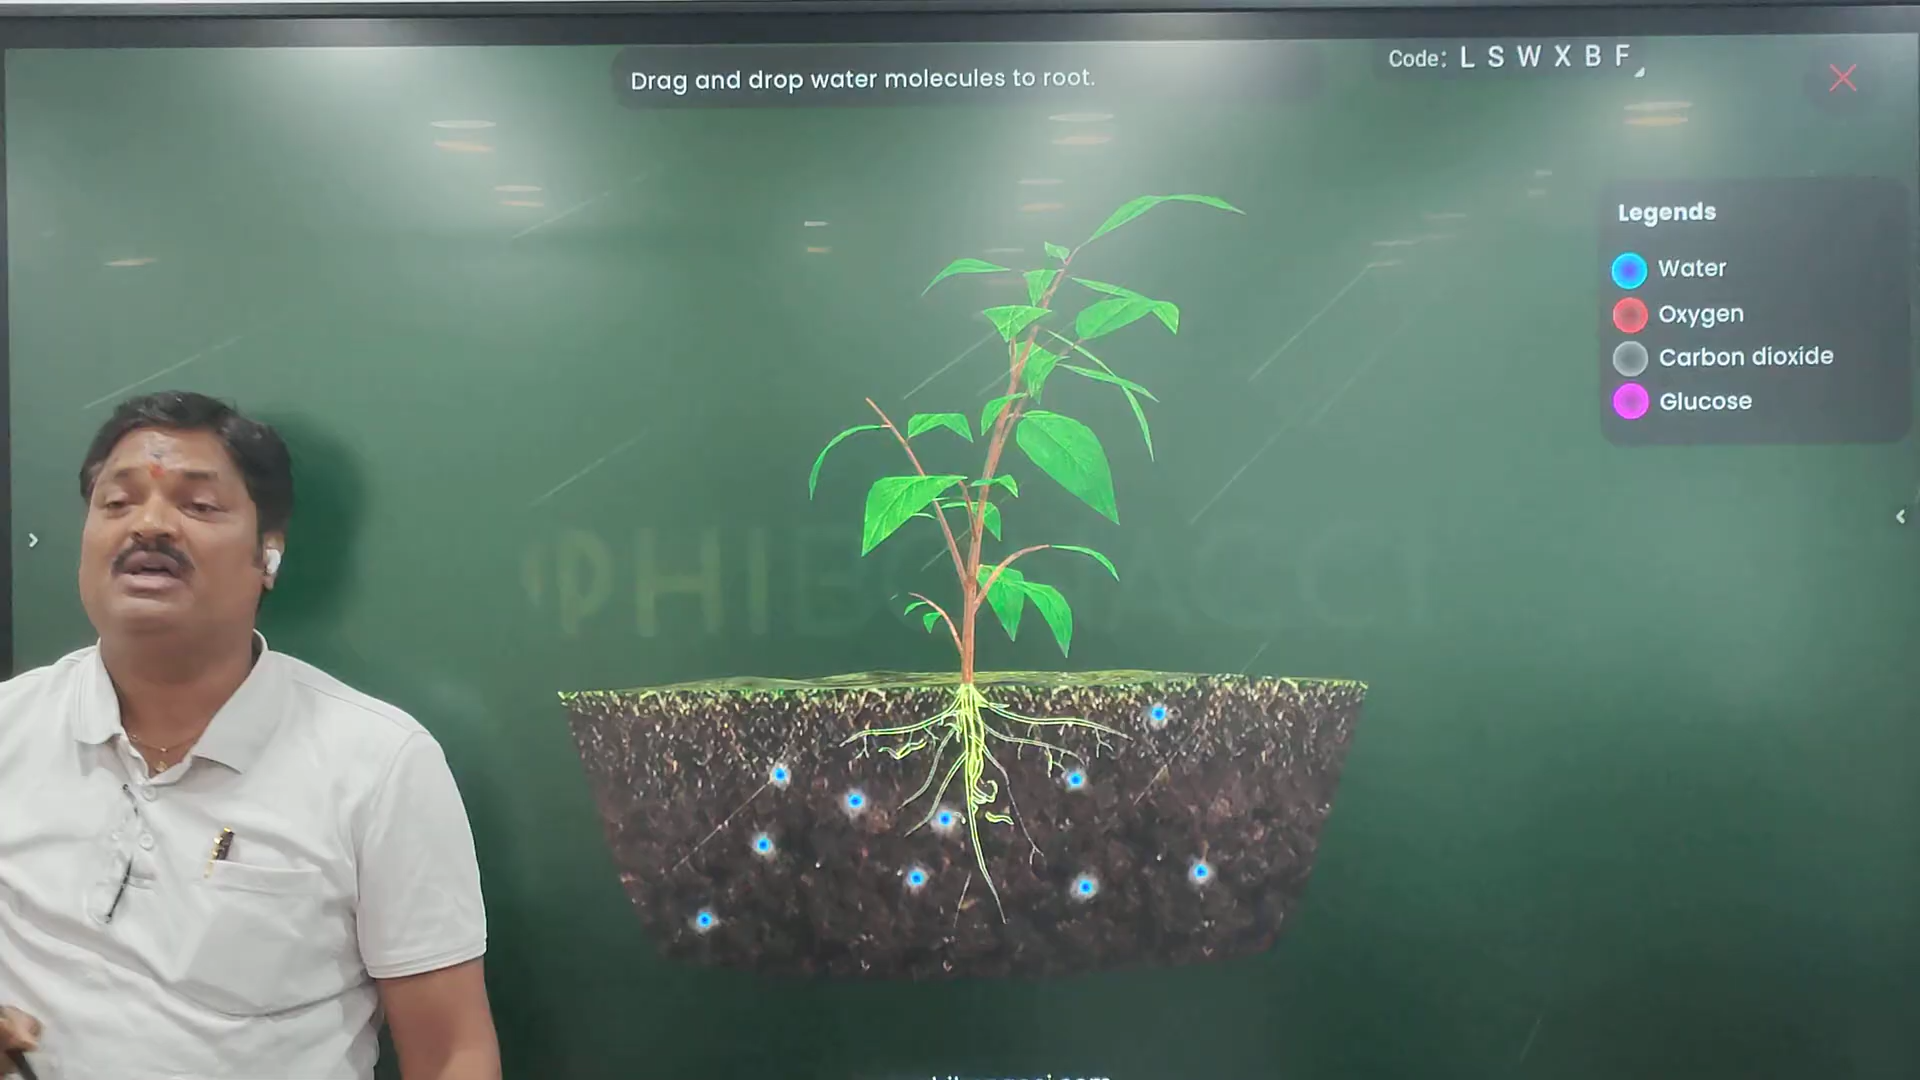 Drag and drop water molecules to root.
Code: L S W X B F
Legends
Water
Oxygen
Carbon dioxide
Glucose